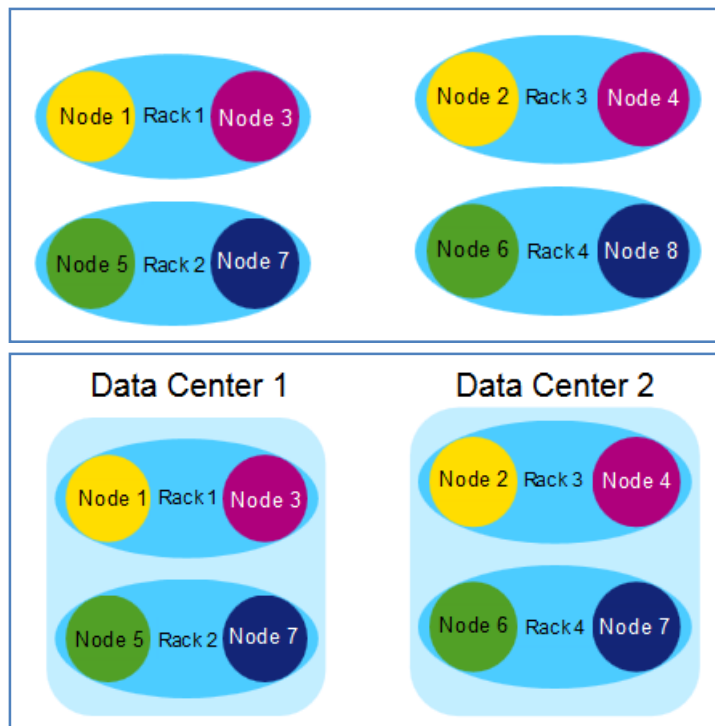 Node 1 Rack 1 Node 3
Node 2 Rack 3 Node 4
Node 5 Rack 2 Node 7
Node 6 Rack 4 Node 8
Data Center 1
Data Center 2
Node 1 Rack 1 Node 3
Node 2 Rack 3 Node 4
Node 5 Rack 2 Node 7
Node 6 Rack 4 Node 7